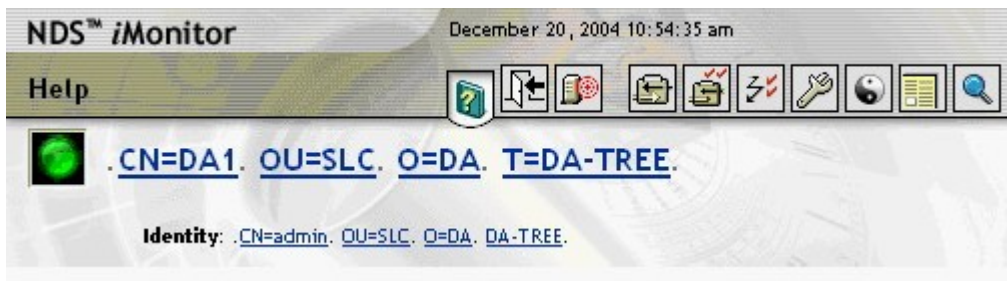 NDS™ iMonitor
December 20, 2004 10:54:35 am
Help
.CN=DA1. OU=SLC. O=DA. T=DA-TREE.
Identity: .CN=admin. OU=SLC. O=DA. DA-TREE.